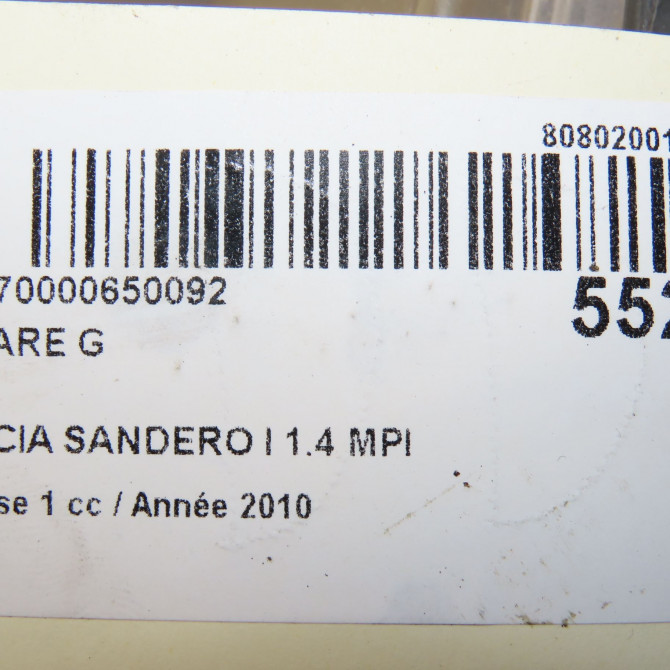 80802001
70000650092
552
ARE G
CIA SANDERO I 1.4 MPI
se 1 cc / Année 2010